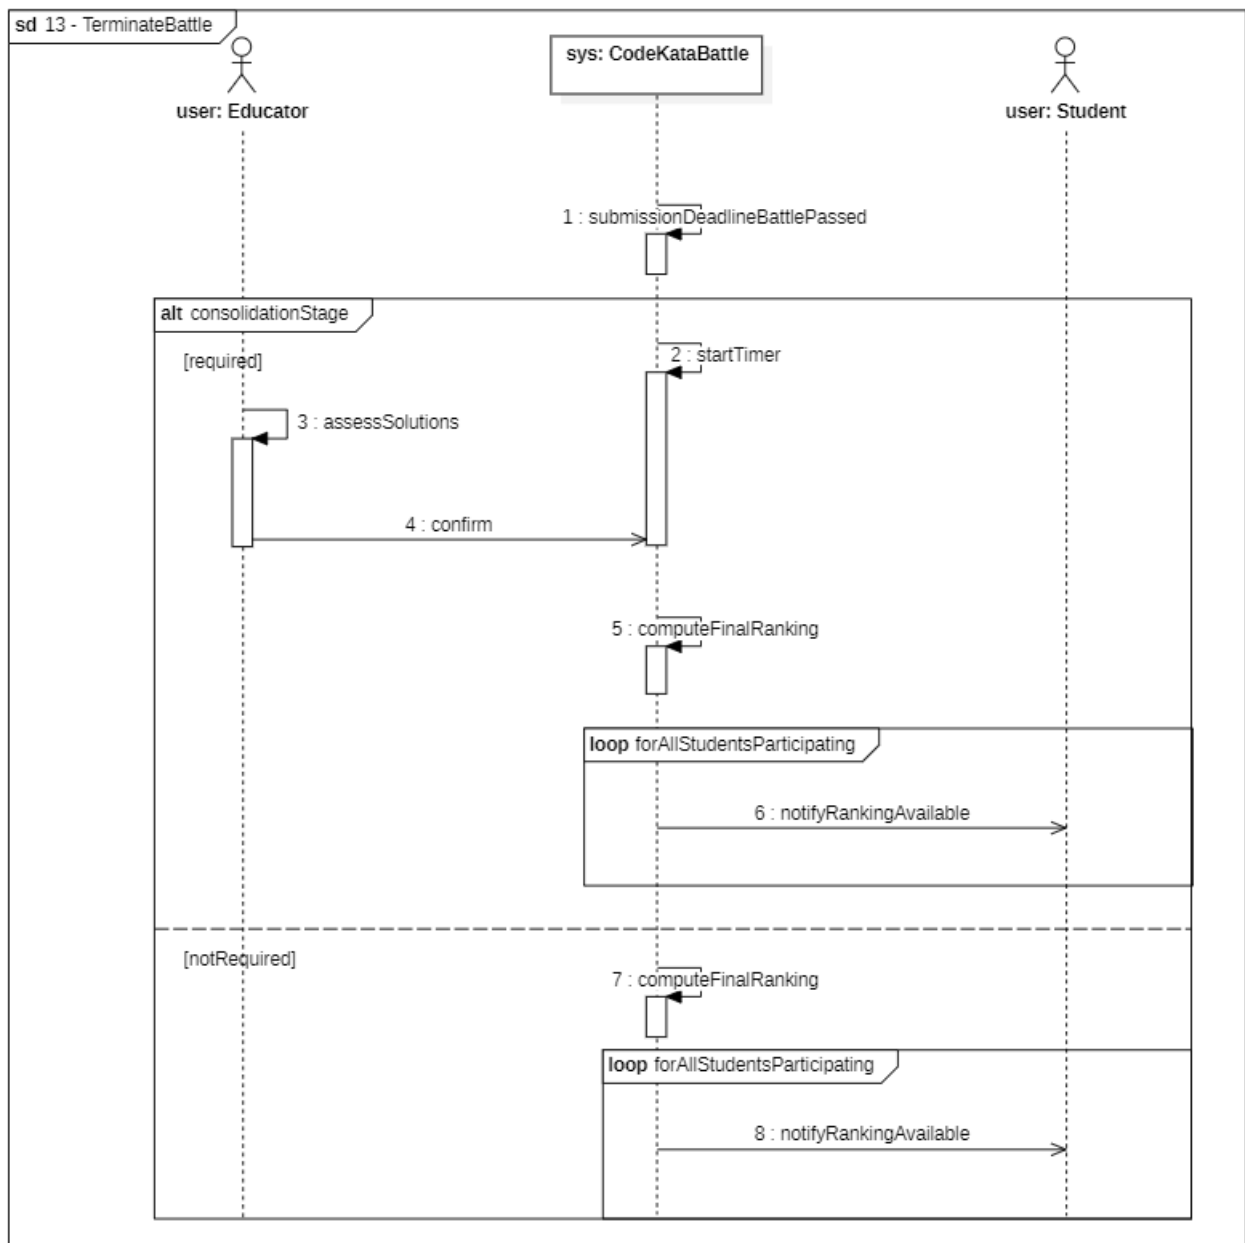 sd 13 - TerminateBattle
user: Educator
sys: CodeKataBattle
user: Student
1 : submissionDeadlineBattlePassed
alt consolidationStage
[required]
2 : startTimer
3 : assessSolutions
4 : confirm
5 : computeFinalRanking
loop forAllStudentsParticipating
6 : notifyRankingAvailable
[notRequired]
7 : computeFinalRanking
loop forAllStudentsParticipating
8 : notifyRankingAvailable